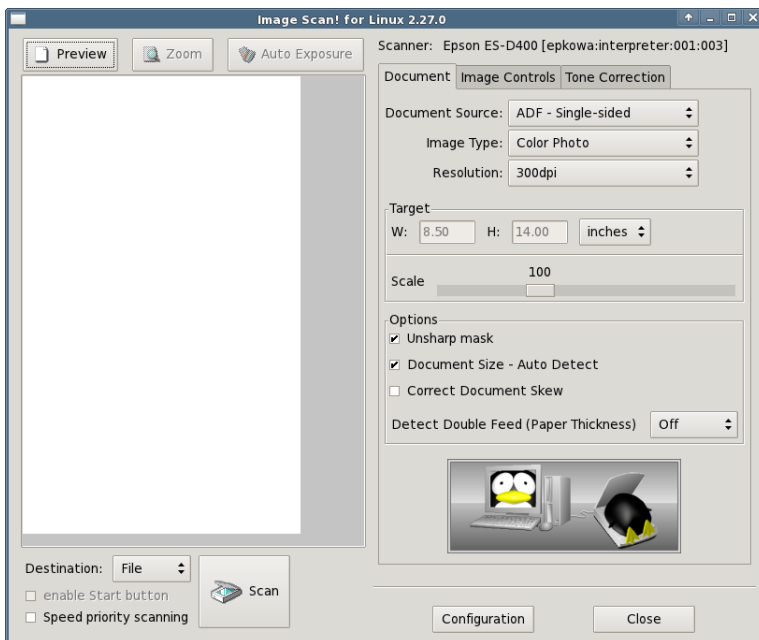 Image Scan! for Linux 2.27.0
Preview
Zoom
Auto Exposure
Scanner: Epson ES-D400 [epkowa:interpreter:001:003]
Document
Image Controls
Tone Correction
Document Source: ADF - Single-sided
Image Type: Color Photo
Resolution: 300dpi
Target
W: 8.50 H: 14.00 inches
100
Scale
Options
Unsharp mask
Document Size - Auto Detect
Correct Document Skew
Detect Double Feed (Paper Thickness) Off
Destination: File
enable Start button
Speed priority scanning
Scan
Configuration
Close